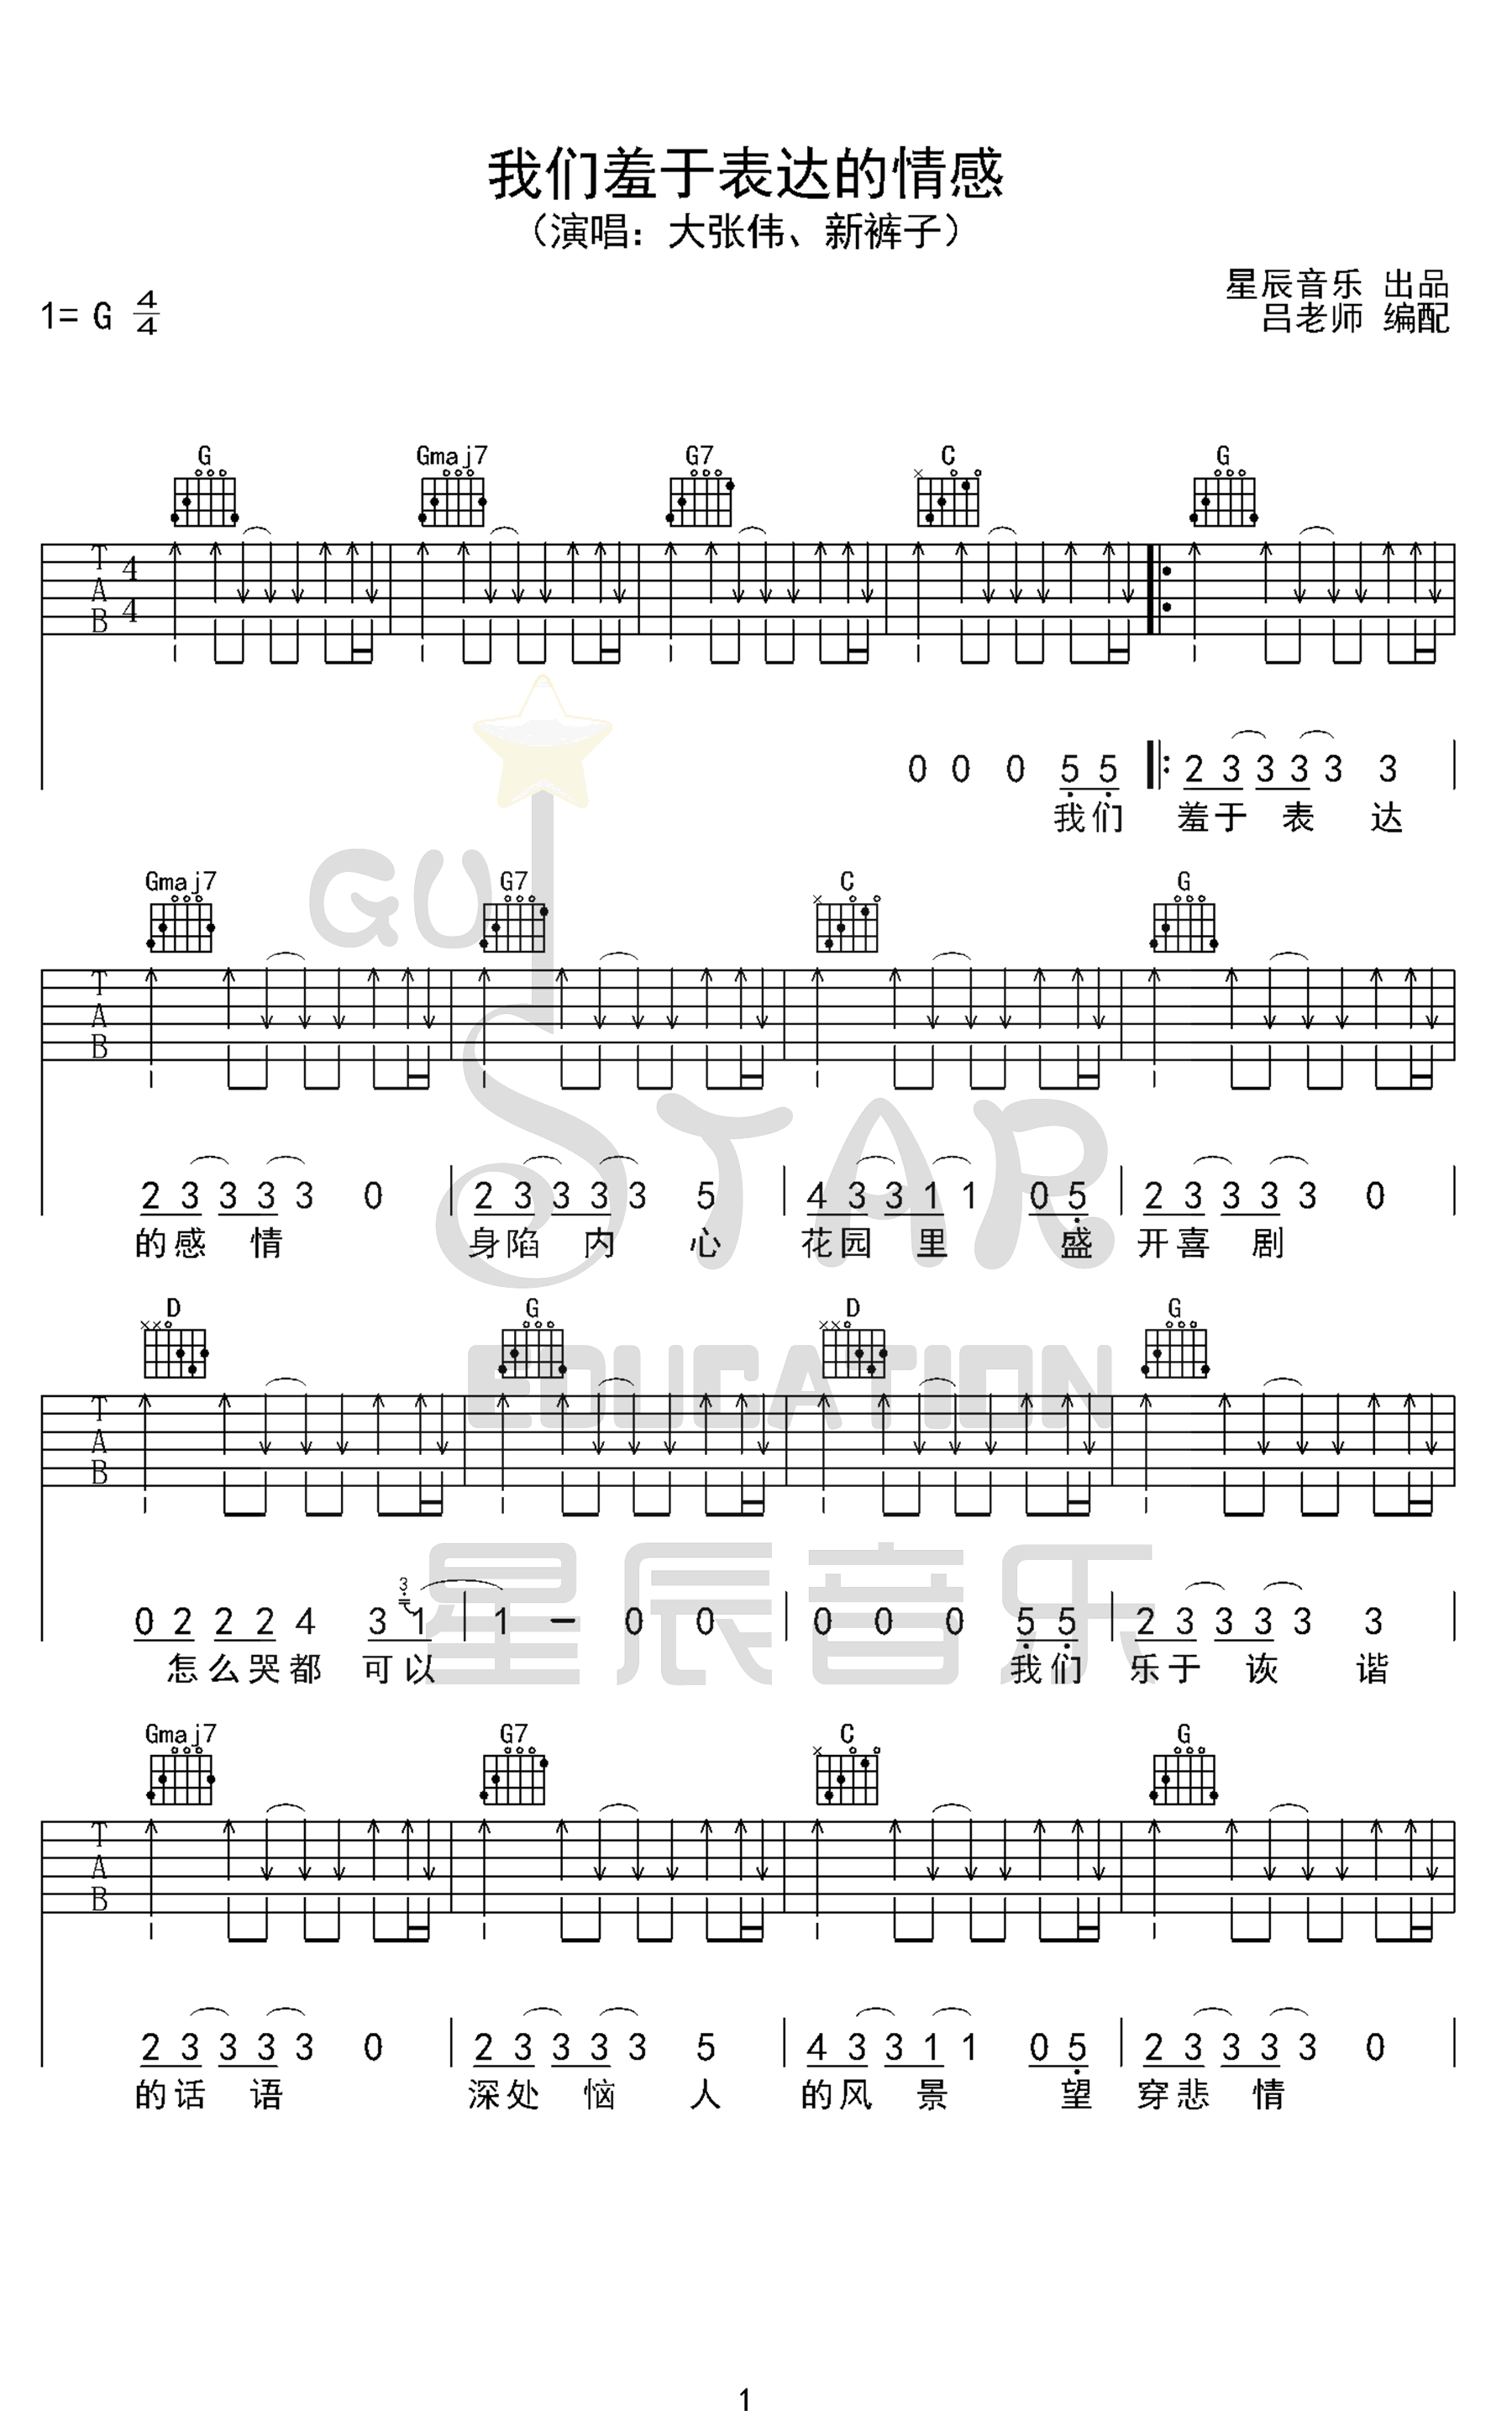 我们羞于表达的情感
（演唱：大张伟、新裤子）
星辰音乐 出品
1= G 4/4
吕老师 编配
G Gmaj7 G7 C G
T A B 4 4
0 0 0 5 5 2 3 3 3 3 3
我们 羞于 表 达
Gmaj7 G7 C G
T A B
2 3 3 3 3 0 2 3 3 3 3 5 4 3 3 1 1 0 5 2 3 3 3 3 0
的感 情 身陷 内 心 花园 里 盛 开喜 剧
D G D G
T A B
0 2 2 2 4 3 3 1 1 - 0 0 0 0 0 5 5 2 3 3 3 3 3
怎么哭都 可以 我们 乐于 诙 谐
Gmaj7 G7 C G
T A B
2 3 3 3 3 0 2 3 3 3 3 5 4 3 3 1 1 0 5 2 3 3 3 3 0
的话 语 深处 恼 人 的风 景 望 穿悲 情
GUI STAR
EDUCATION
星辰音乐
1